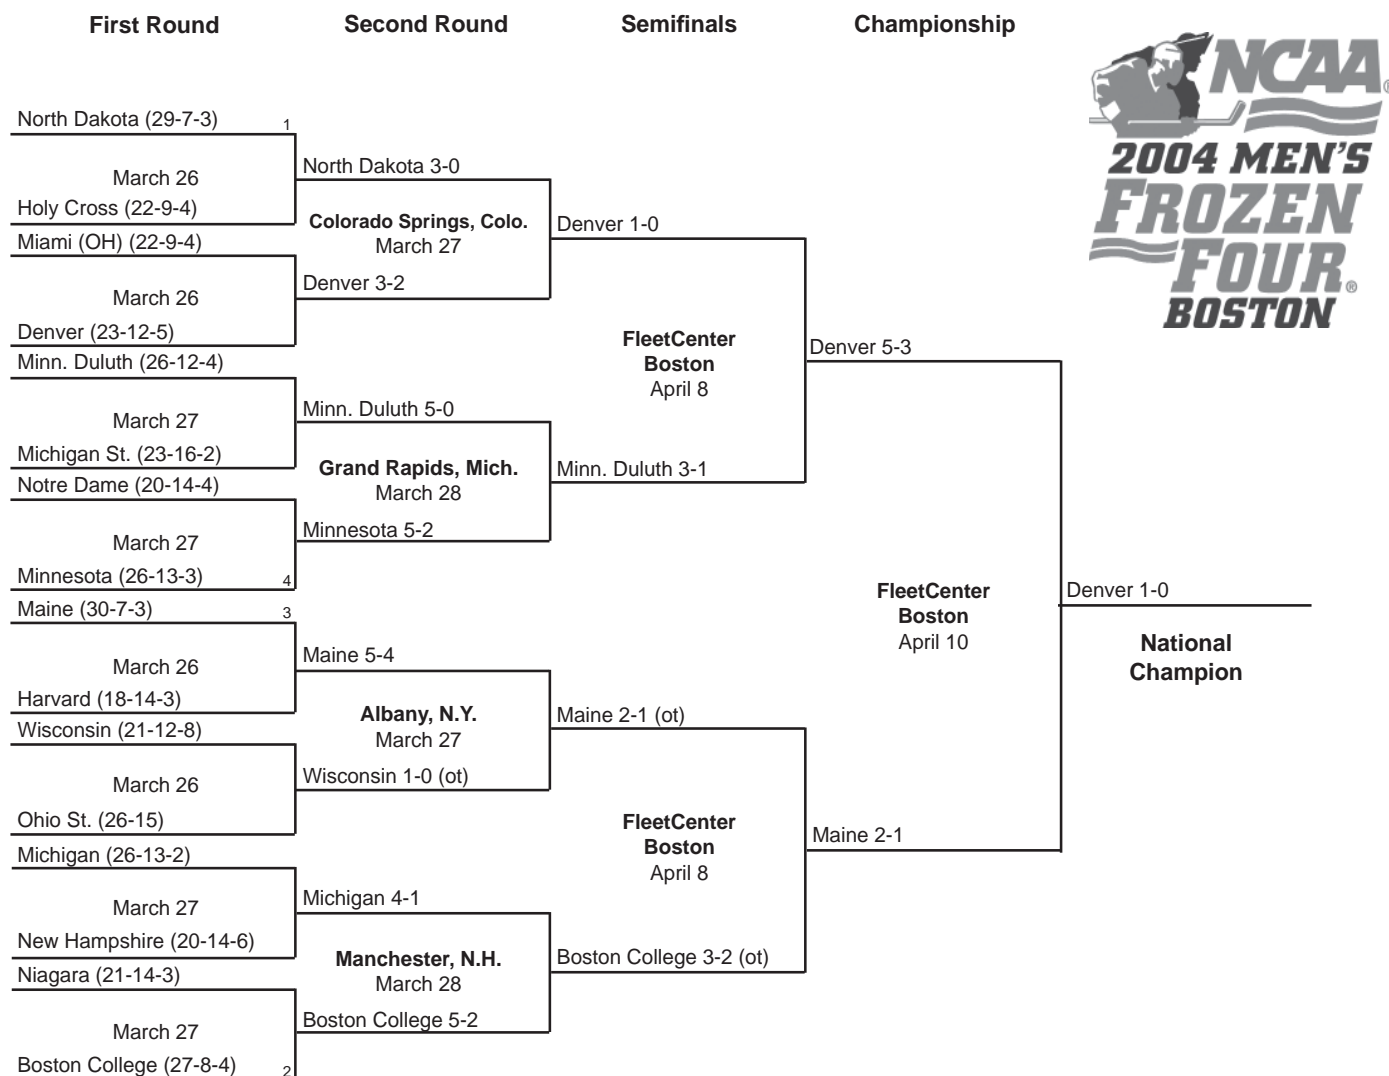 First Round
Second Round
Semifinals
Championship
NCAA®
2004 MEN'S
FROZEN
FOUR®
BOSTON
North Dakota (29-7-3) 1
March 26
Holy Cross (22-9-4)
Miami (OH) (22-9-4)
March 26
Denver (23-12-5)
Minn. Duluth (26-12-4)
March 27
Michigan St. (23-16-2)
Notre Dame (20-14-4)
March 27
Minnesota (26-13-3) 4
Maine (30-7-3) 3
March 26
Harvard (18-14-3)
Wisconsin (21-12-8)
March 26
Ohio St. (26-15)
Michigan (26-13-2)
March 27
New Hampshire (20-14-6)
Niagara (21-14-3)
March 27
Boston College (27-8-4) 2
North Dakota 3-0
Colorado Springs, Colo.
March 27
Denver 3-2
Minn. Duluth 5-0
Grand Rapids, Mich.
March 28
Minnesota 5-2
Maine 5-4
Albany, N.Y.
March 27
Wisconsin 1-0 (ot)
Michigan 4-1
Manchester, N.H.
March 28
Boston College 5-2
Denver 1-0
FleetCenter
Boston
April 8
Minn. Duluth 3-1
Maine 2-1 (ot)
FleetCenter
Boston
April 8
Boston College 3-2 (ot)
Denver 5-3
FleetCenter
Boston
April 10
Maine 2-1
Denver 1-0
National
Champion